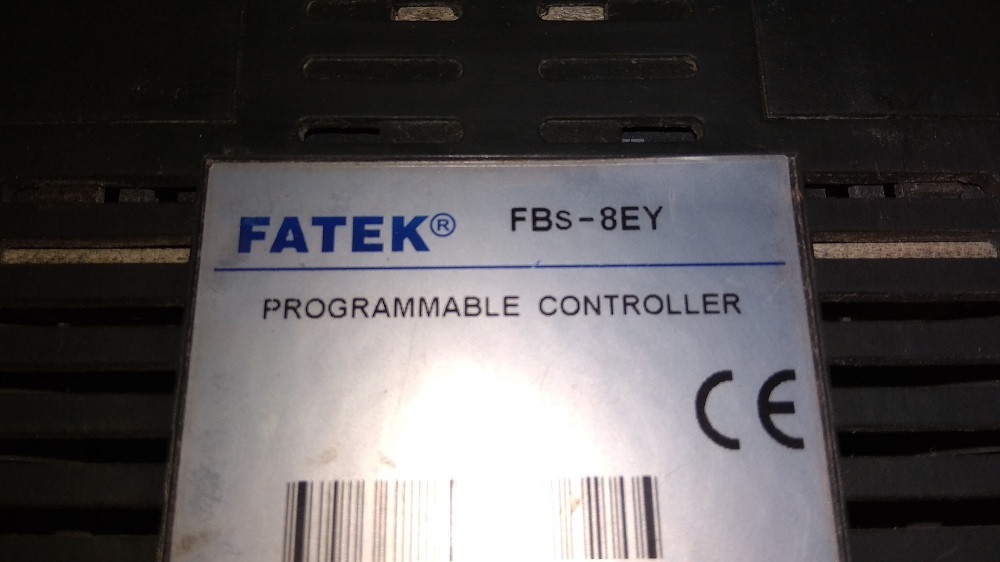 FATEK® FBs-8EY
PROGRAMMABLE CONTROLLER
CE